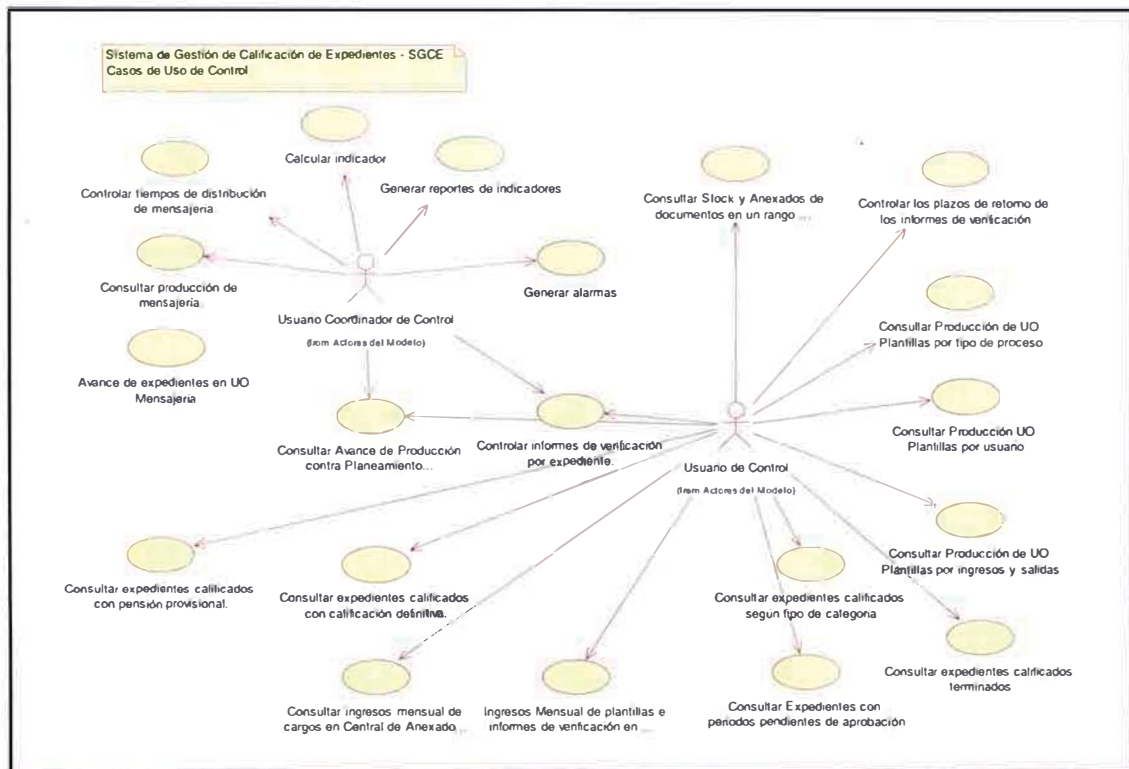 Sistema de Gestión de Calificación de Expedientes - SGCE
Casos de Uso de Control
Calcular indicador
Generar reportes de indicadores
Controlar tiempos de distribución
de mensajeria
Consultar Stock y Anexados de
documentos en un rango ...
Controlar los plazos de retorno de
los informes de verificación
Consultar producción de
mensajería
Generar alarmas
Usuario Coordinador de Control
(from Actores del Modelo)
Consultar Producción de UO
Plantillas por tipo de proceso
Avance de expedientes en UO
Mensajeria
Consultar Avance de Producción
contra Planeamiento...
Controlar informes de verificación
por expediente.
Usuario de Control
(from Actores del Modelo)
Consultar Producción UO
Plantillas por usuario
Consultar Producción de UO
Plantillas por ingresos y salidas
Consultar expedientes calificados
con pensión provisional.
Consultar expedientes calificados
con calificación definitiva.
Consultar expedientes calificados
según tipo de categoria
Consultar expedientes calificados
terminados
Consultar ingresos mensual de
cargos en Central de Anexado ...
Ingresos Mensual de plantillas e
informes de verificación en ...
Consultar Expedientes con
periodos pendientes de aprobación